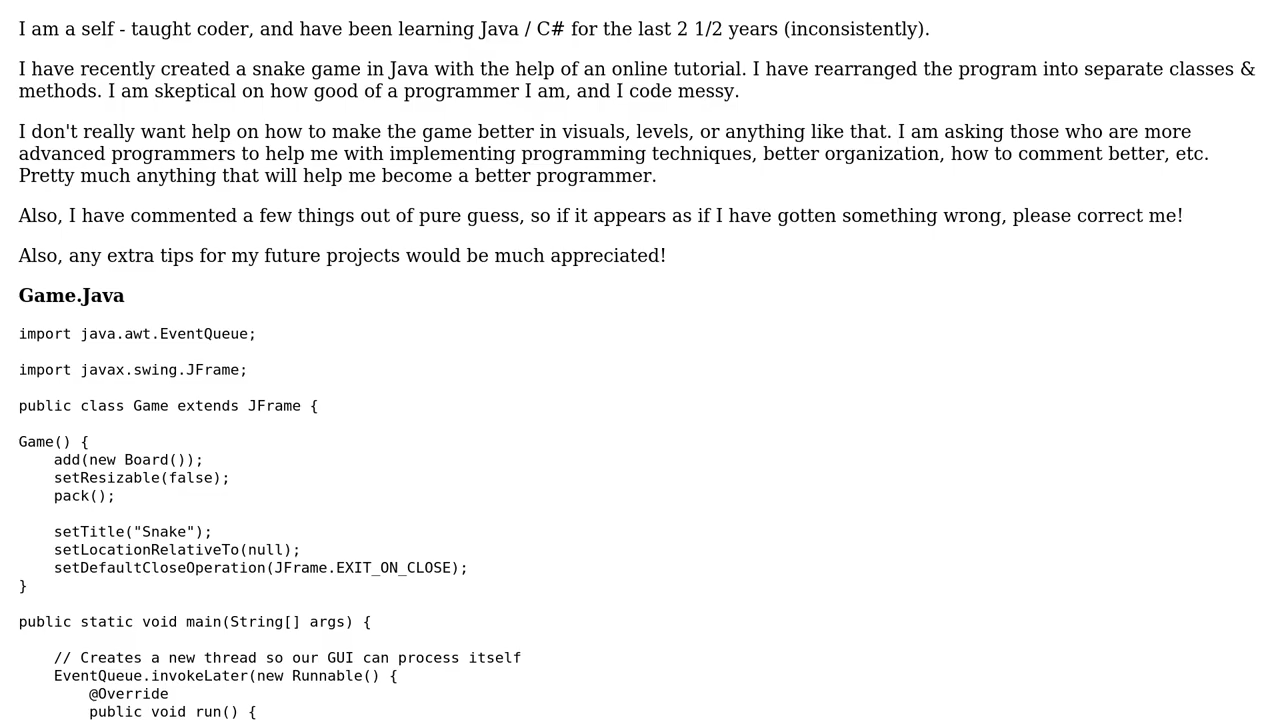 I am a self - taught coder, and have been learning Java / C# for the last 2 1/2 years (inconsistently).
I have recently created a snake game in Java with the help of an online tutorial. I have rearranged the program into separate classes &
methods. I am skeptical on how good of a programmer I am, and I code messy.
I don't really want help on how to make the game better in visuals, levels, or anything like that. I am asking those who are more
advanced programmers to help me with implementing programming techniques, better organization, how to comment better, etc.
Pretty much anything that will help me become a better programmer.
Also, I have commented a few things out of pure guess, so if it appears as if I have gotten something wrong, please correct me!
Also, any extra tips for my future projects would be much appreciated!
Game.Java
import java.awt.EventQueue;
import javax.swing.JFrame;
public class Game extends JFrame {
Game() {
    add(new Board());
    setResizable(false);
    pack();
    setTitle("Snake");
    setLocationRelativeTo(null);
    setDefaultCloseOperation(JFrame.EXIT_ON_CLOSE);
}
public static void main(String[] args) {
    // Creates a new thread so our GUI can process itself
    EventQueue.invokeLater(new Runnable() {
        @Override
        public void run() {